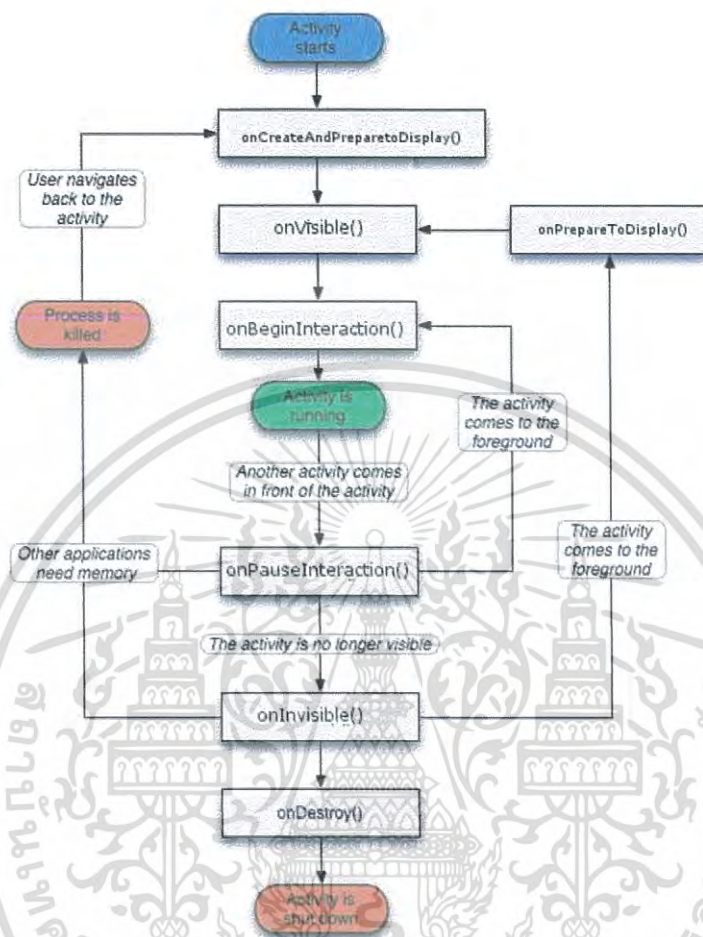 Activity
starts
onCreateAndPreparetoDisplay()
User navigates
back to the
activity
onVisible()
onPrepareToDisplay()
Process is
killed
onBeginInteraction()
Activity is
running
The activity
comes to the
foreground
Another activity comes
in front of the activity
The activity
comes to the
foreground
Other applications
need memory
onPauseInteraction()
The activity is no longer visible
onInvisible()
onDestroy()
Activity is
shut down